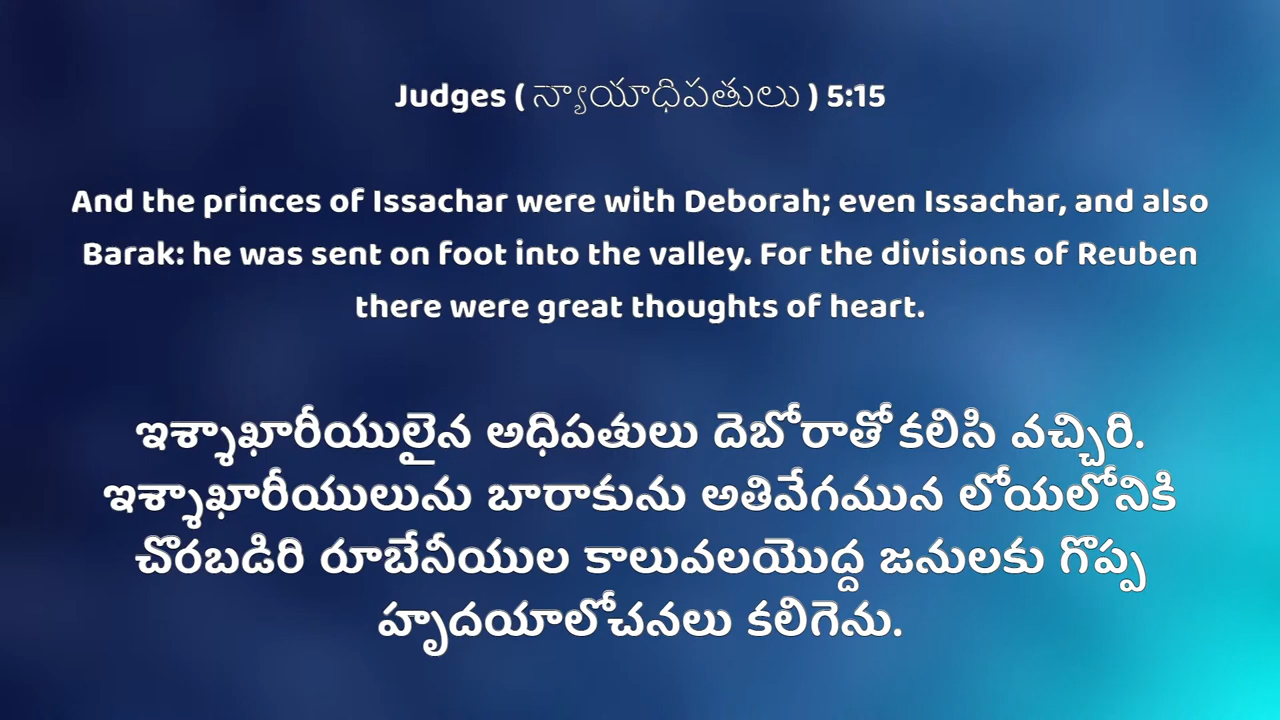 Judges ( న్యాయాధిపతులు ) 5:15
And the princes of Issachar were with Deborah; even Issachar, and also
Barak: he was sent on foot into the valley. For the divisions of Reuben
there were great thoughts of heart.
ఇశ్శాఖారీయులైన అధిపతులు దెబోరాతో కలిసి వచ్చిరి.
ఇశ్శాఖారీయులును బారాకును అతివేగమున లోయలోనికి
చొరబడిరి రూబేనీయుల కాలువలయొద్ద జనులకు గొప్ప
హృదయాలోచనలు కలిగెను.